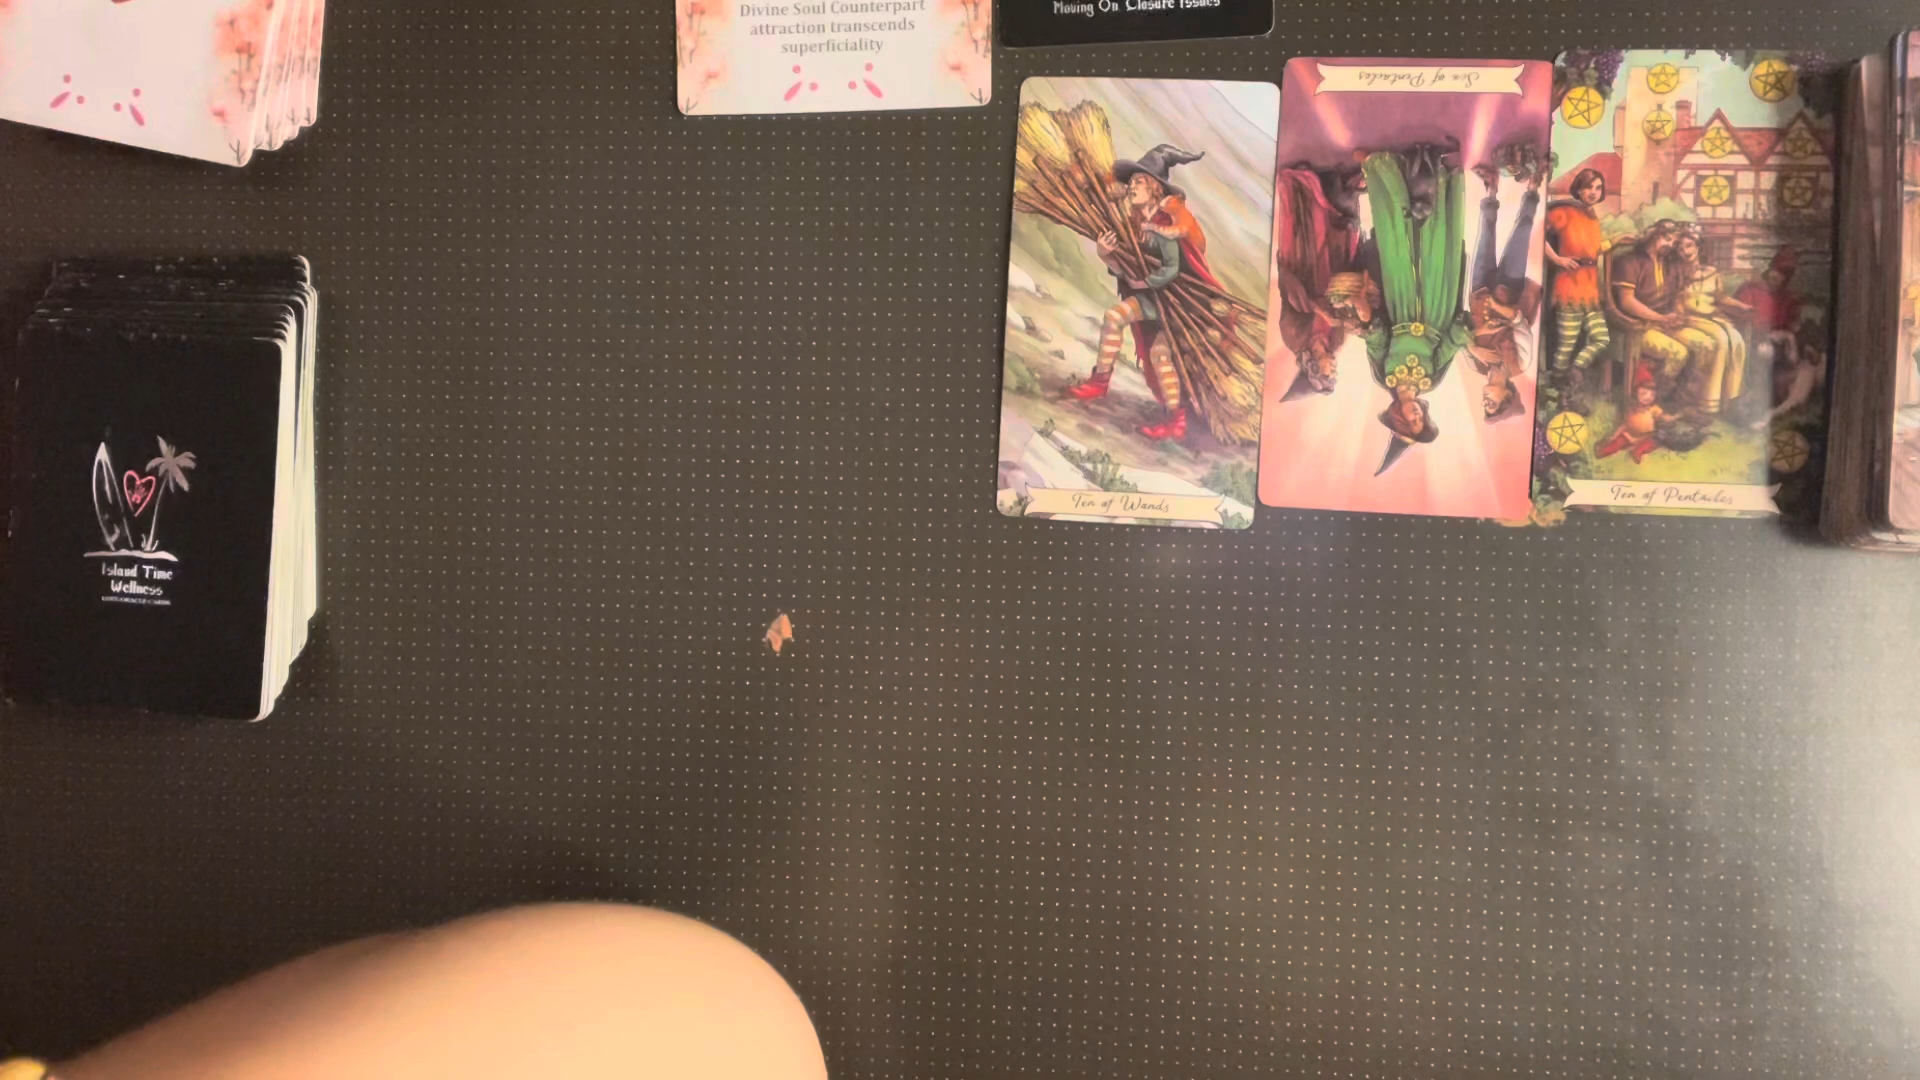 Divine Soul Counterpart
attraction transcends
superficiality
Moving On Closure Issues
Six of Pentacles
Ten of Wands
Ten of Pentacles
Island Time
Wellness